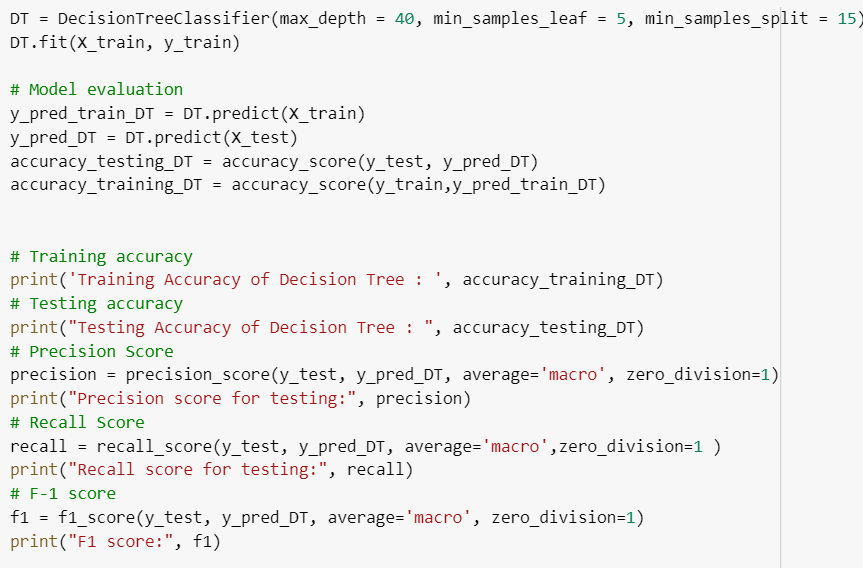 DT = DecisionTreeClassifier(max_depth = 40, min_samples_leaf = 5, min_samples_split = 15)
DT.fit(X_train, y_train)
# Model evaluation
y_pred_train_DT = DT.predict(X_train)
y_pred_DT = DT.predict(X_test)
accuracy_testing_DT = accuracy_score(y_test, y_pred_DT)
accuracy_training_DT = accuracy_score(y_train,y_pred_train_DT)
# Training accuracy
print('Training Accuracy of Decision Tree : ', accuracy_training_DT)
# Testing accuracy
print("Testing Accuracy of Decision Tree : ", accuracy_testing_DT)
# Precision Score
precision = precision_score(y_test, y_pred_DT, average='macro', zero_division=1)
print("Precision score for testing:", precision)
# Recall Score
recall = recall_score(y_test, y_pred_DT, average='macro',zero_division=1 )
print("Recall score for testing:", recall)
# F-1 score
f1 = f1_score(y_test, y_pred_DT, average='macro', zero_division=1)
print("F1 score:", f1)